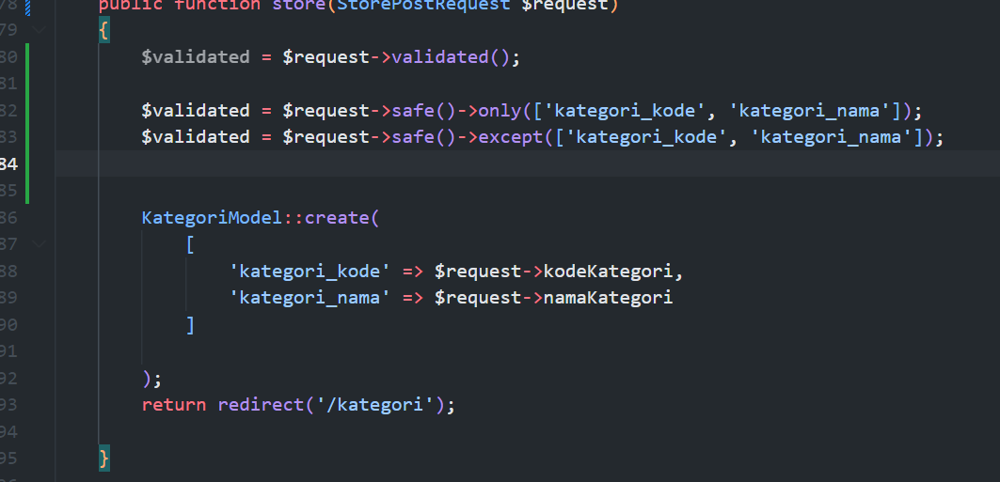 78 public function store(StorePostRequest $request)
79 {
80 $validated = $request->validated();
81
82 $validated = $request->safe()->only(['kategori_kode', 'kategori_nama']);
83 $validated = $request->safe()->except(['kategori_kode', 'kategori_nama']);
84
85
86 KategoriModel::create(
87 [
88 'kategori_kode' => $request->kodeKategori,
89 'kategori_nama' => $request->namaKategori
90 ]
91
92 );
93 return redirect('/kategori');
94
95 }